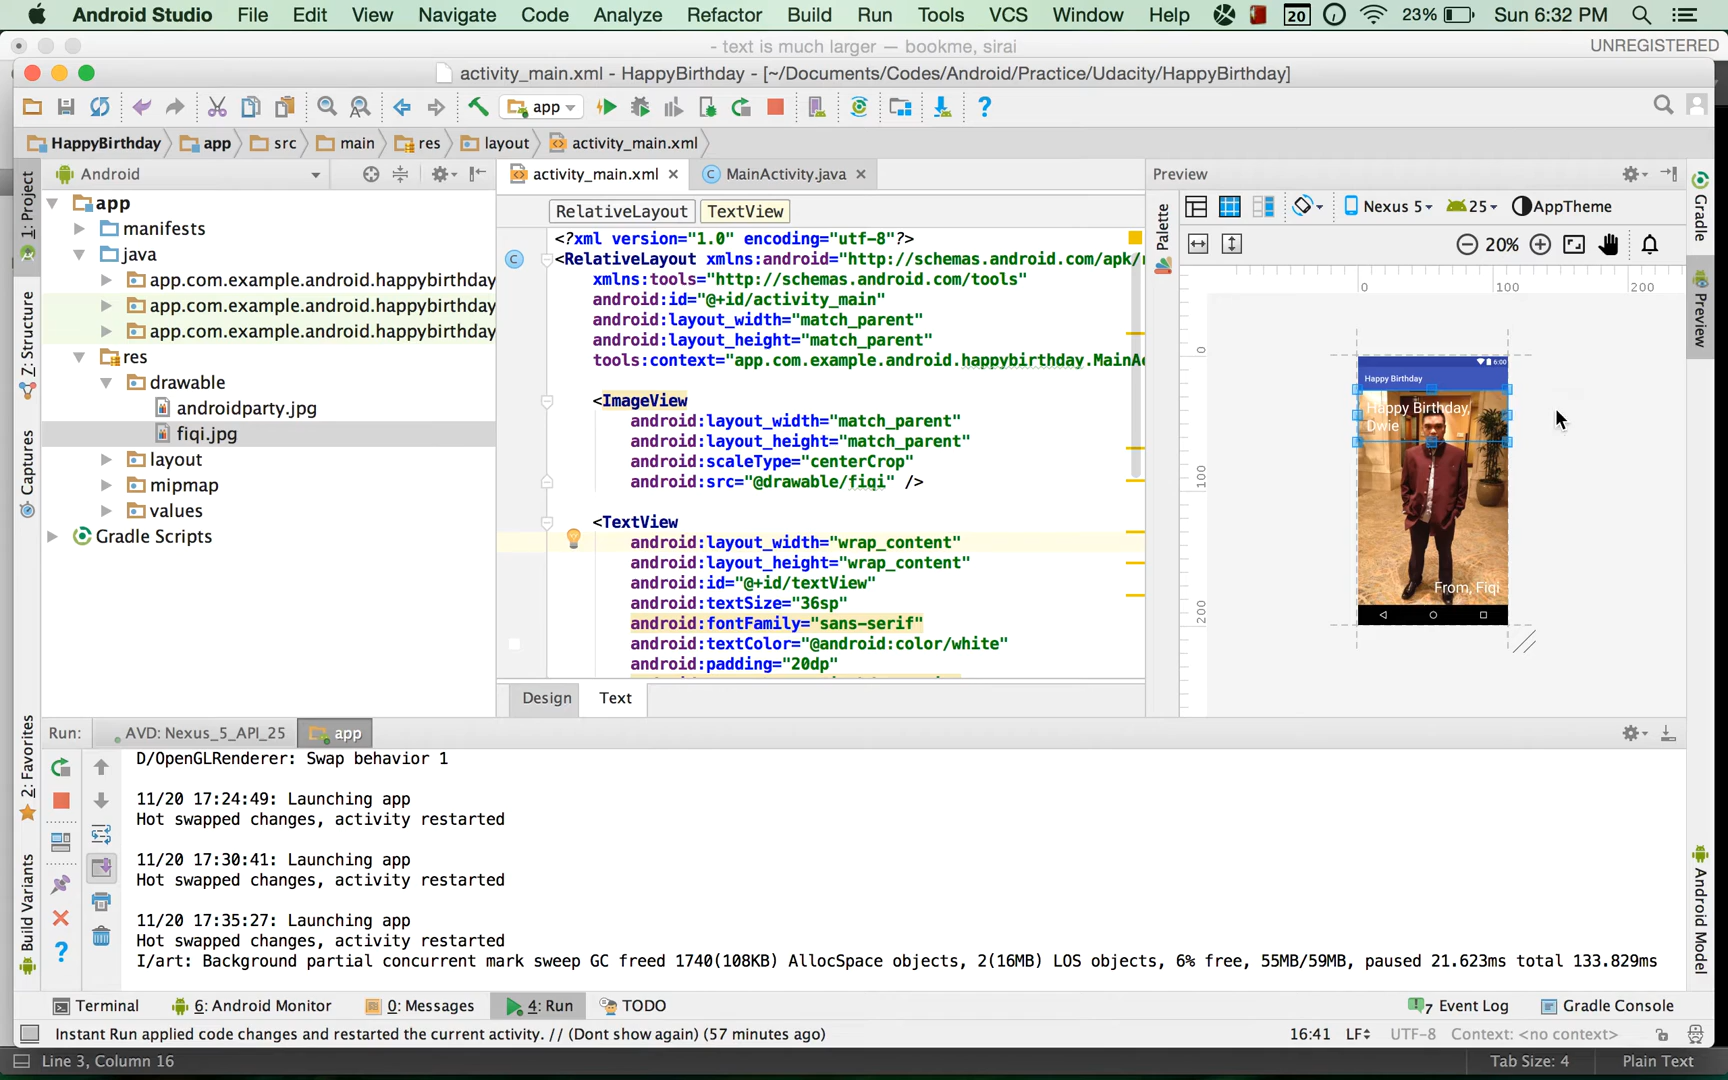 Android Studio File Edit View Navigate Code Analyze Refactor Build Run Tools VCS Window Help 20 23% Sun 6:32 PM
- text is much larger — bookme, sirai UNREGISTERED
activity_main.xml - HappyBirthday - [~/Documents/Codes/Android/Practice/Udacity/HappyBirthday]
app
HappyBirthday app src main res layout activity_main.xml
1: Project
Z: Structure
Captures
2: Favorites
Build Variants
Android
app
manifests
java
app.com.example.android.happybirthday
app.com.example.android.happybirthday
app.com.example.android.happybirthday
res
drawable
androidparty.jpg
fiqi.jpg
layout
mipmap
values
Gradle Scripts
activity_main.xml MainActivity.java
RelativeLayout TextView
<?xml version="1.0" encoding="utf-8"?>
<RelativeLayout xmlns:android="http://schemas.android.com/apk/r
xmlns:tools="http://schemas.android.com/tools"
android:id="@+id/activity_main"
android:layout_width="match_parent"
android:layout_height="match_parent"
tools:context="app.com.example.android.happybirthday.MainAc
<ImageView
android:layout_width="match_parent"
android:layout_height="match_parent"
android:scaleType="centerCrop"
android:src="@drawable/fiqi" />
<TextView
android:layout_width="wrap_content"
android:layout_height="wrap_content"
android:id="@+id/textView"
android:textSize="36sp"
android:fontFamily="sans-serif"
android:textColor="@android:color/white"
android:padding="20dp"
Design Text
Preview
Palette
Nexus 5 25 AppTheme
20%
0 100 200
0
100
200
6:00
Happy Birthday
Happy Birthday,
Dwie
From, Fiqi
Gradle
Preview
Android Model
Run: AVD: Nexus_5_API_25 app
D/OpenGLRenderer: Swap behavior 1
11/20 17:24:49: Launching app
Hot swapped changes, activity restarted
11/20 17:30:41: Launching app
Hot swapped changes, activity restarted
11/20 17:35:27: Launching app
Hot swapped changes, activity restarted
I/art: Background partial concurrent mark sweep GC freed 1740(108KB) AllocSpace objects, 2(16MB) LOS objects, 6% free, 55MB/59MB, paused 21.623ms total 133.829ms
Terminal 6: Android Monitor 0: Messages 4: Run TODO 7 Event Log Gradle Console
Instant Run applied code changes and restarted the current activity. // (Dont show again) (57 minutes ago) 16:41 LF UTF-8 Context: <no context>
Line 3, Column 16 Tab Size: 4 Plain Text